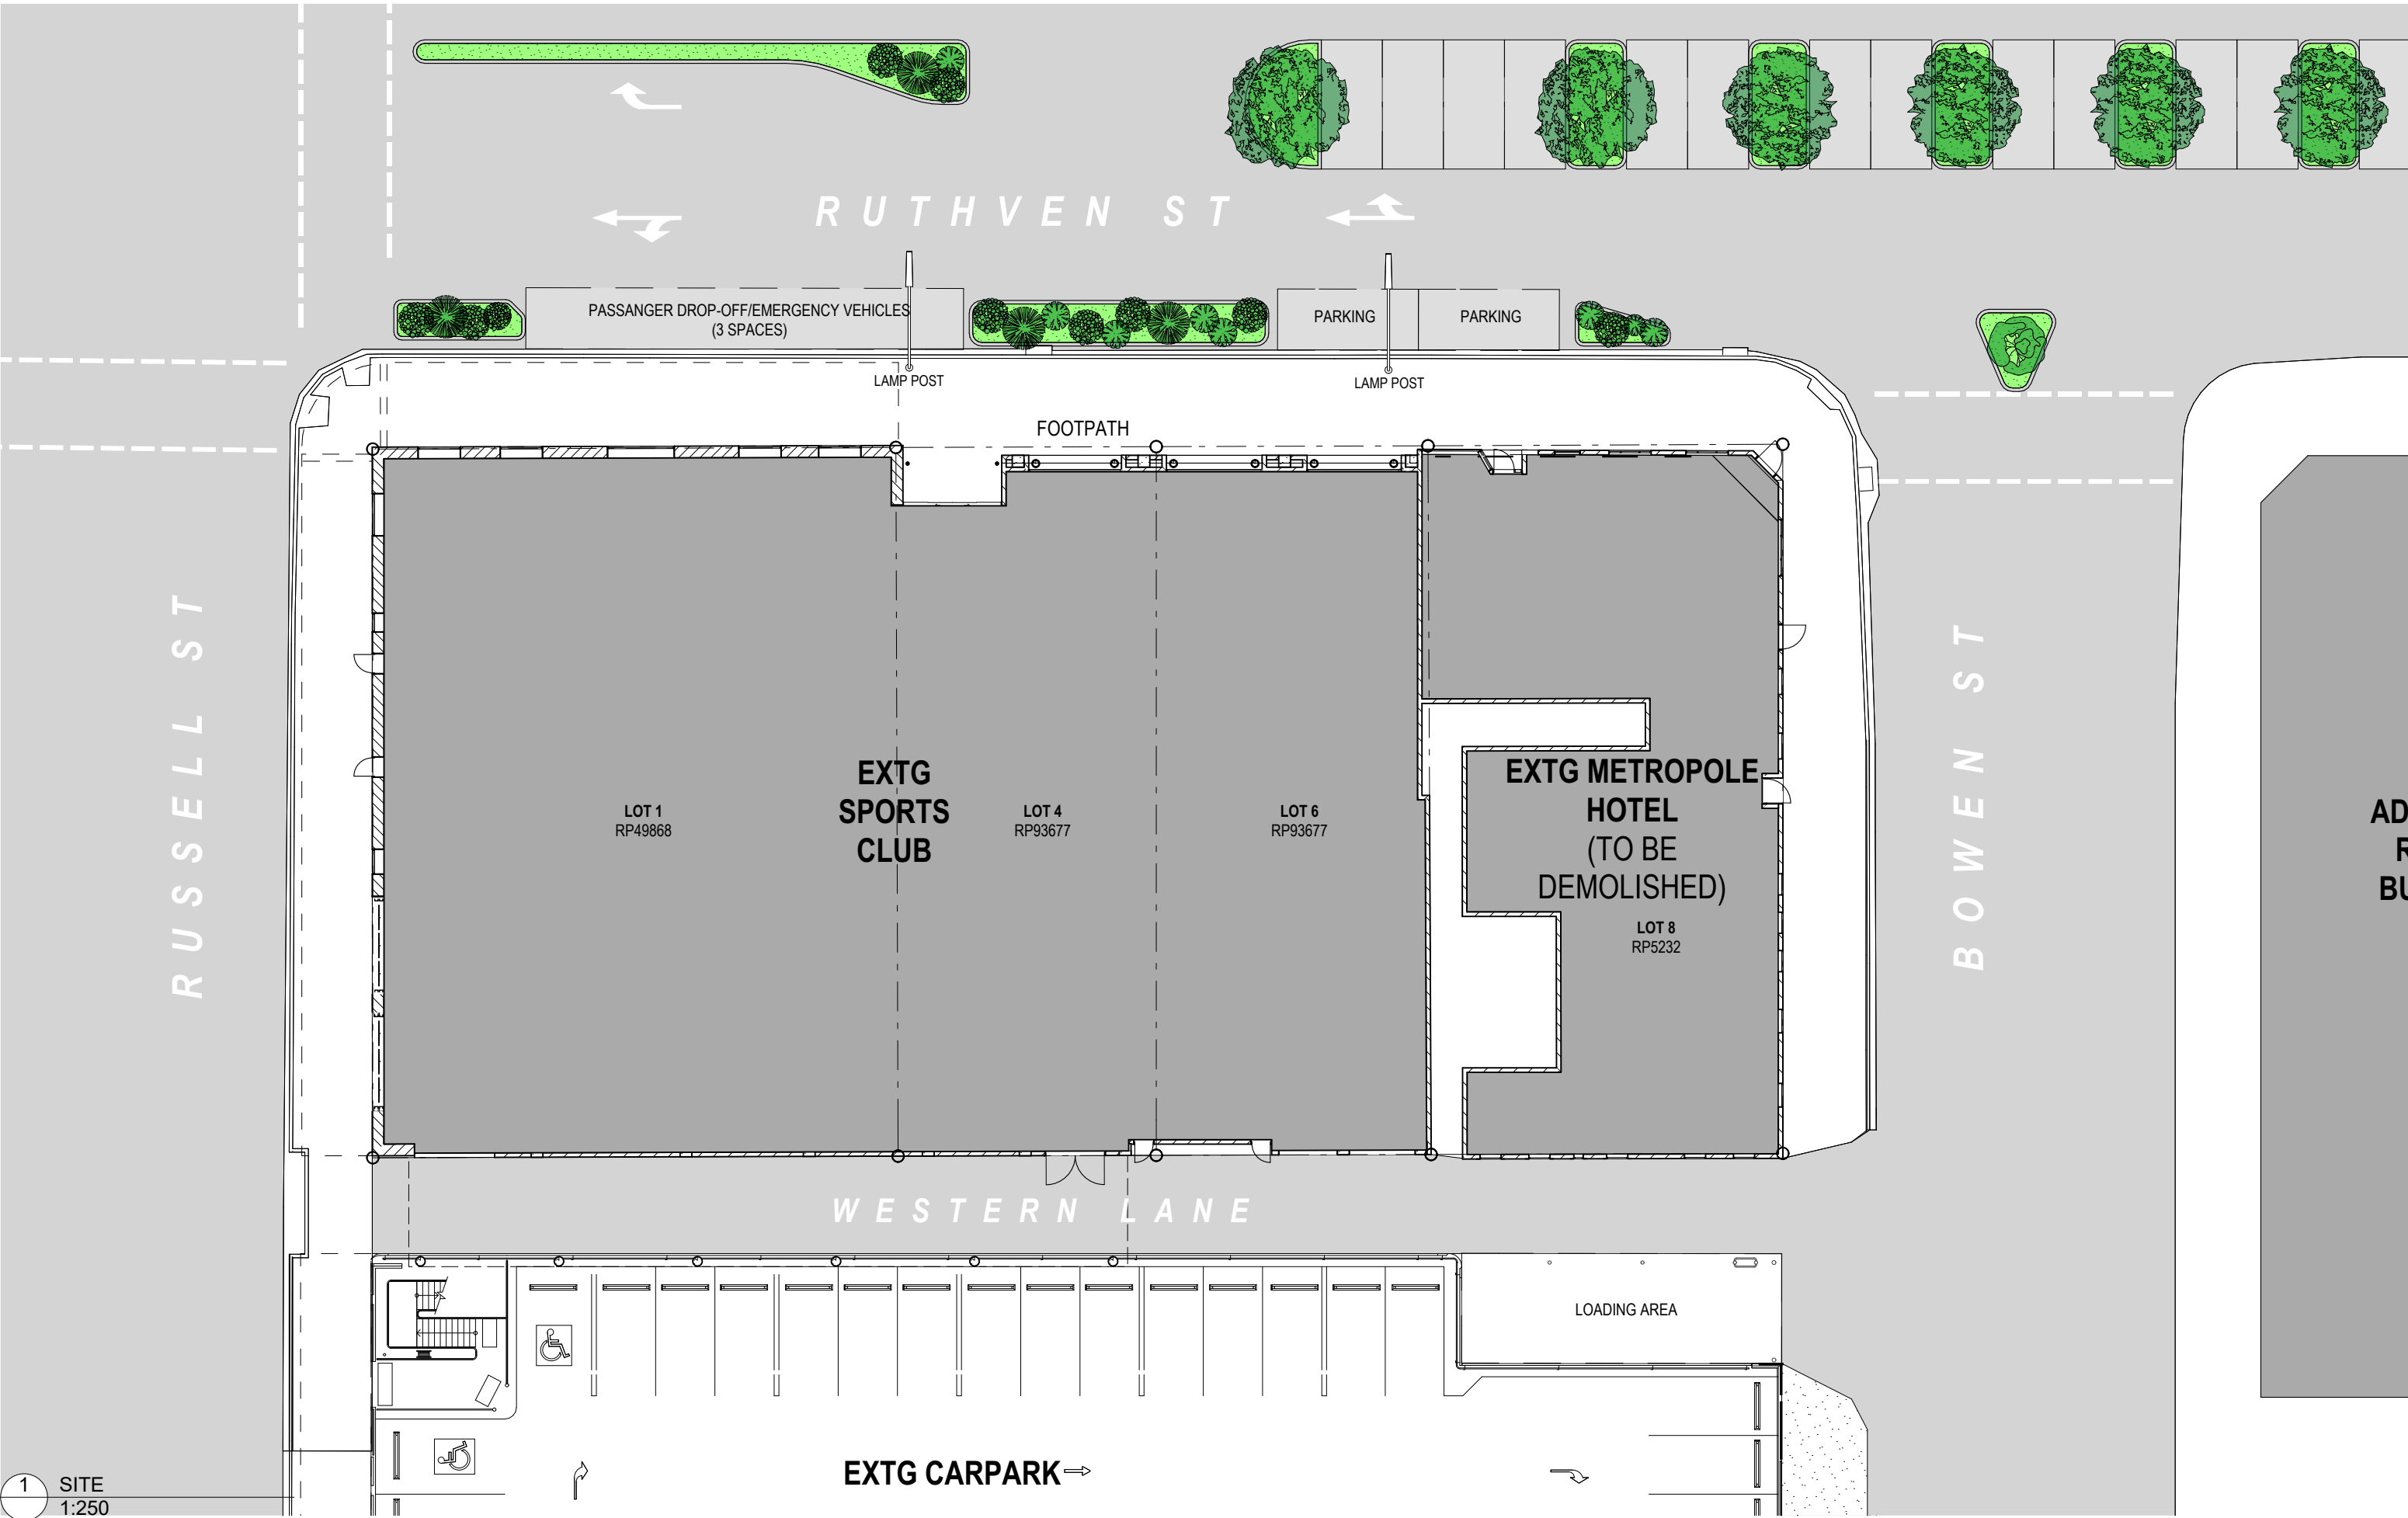 RUTHVEN ST
PASSANGER DROP-OFF/EMERGENCY VEHICLES
(3 SPACES)
PARKING
PARKING
LAMP POST
LAMP POST
FOOTPATH
RUSSELL ST
BOWEN ST
EXTG
SPORTS
CLUB
LOT 1
RP49868
LOT 4
RP93677
LOT 6
RP93677
EXTG METROPOLE
HOTEL
(TO BE
DEMOLISHED)
LOT 8
RP5232
AD
R
BU
WESTERN LANE
LOADING AREA
EXTG CARPARK
1
SITE
1:250